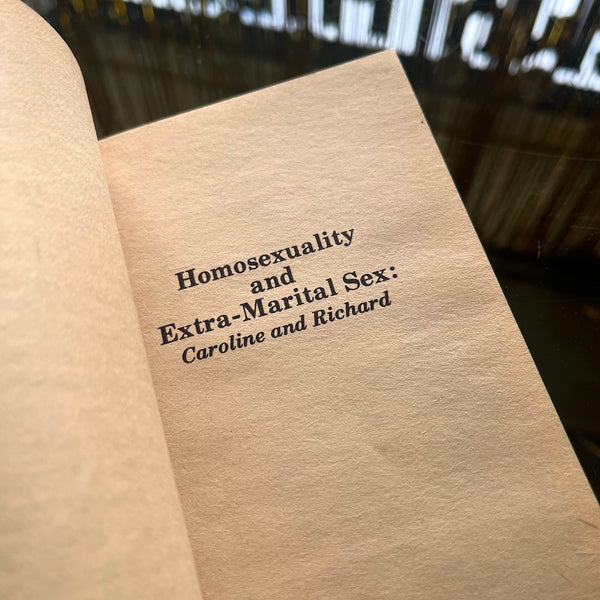 Homosexuality
and
Extra-Marital Sex:
Caroline and Richard